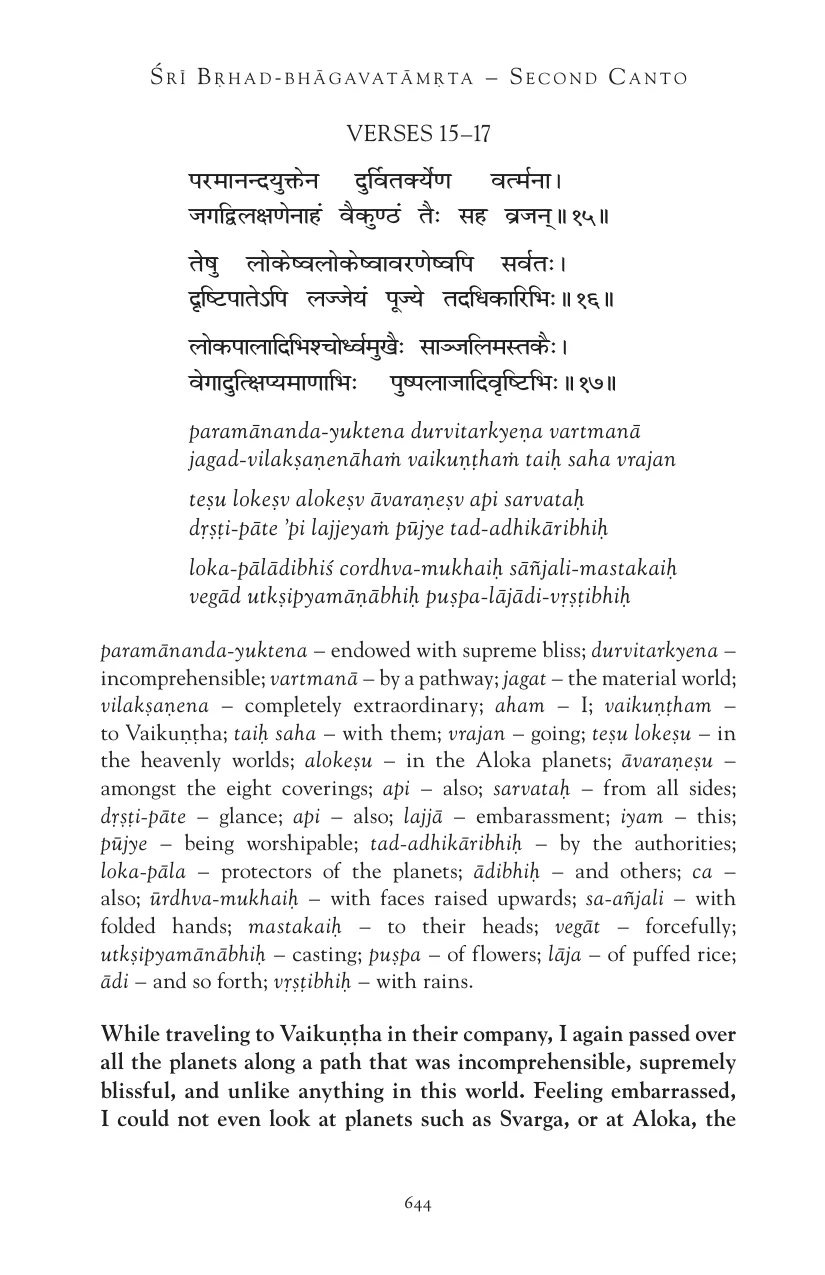 ŚRĪ BṚHAD-BHĀGAVATĀMṚTA – SECOND CANTO
VERSES 15–17
परमानन्दयुक्तेन दुर्वितर्क्येण वर्त्मना।
जगद्विलक्षणेनाहं वैकुण्ठं तैः सह व्रजन्॥१५॥
तेषु लोकेष्वलोकेष्वावरणेष्वपि सर्वतः।
दृष्टिपातेऽपि लज्जेयं पूज्ये तदधिकारिभिः॥१६॥
लोकपालादिभिश्चोर्ध्वमुखैः साञ्जलिमस्तकैः।
वेगादुत्क्षिप्यमाणाभिः पुष्पलाजादिवृष्टिभिः॥१७॥
paramānanda-yuktena durvitarkyeṇa vartmanā
jagad-vilakṣaṇenāhaṁ vaikuṇṭhaṁ taiḥ saha vrajan
teṣu lokeṣv alokeṣv āvaraṇeṣv api sarvataḥ
dṛṣṭi-pāte ’pi lajjeyaṁ pūjye tad-adhikāribhiḥ
loka-pālādibhiś cordhva-mukhaiḥ sāñjali-mastakaiḥ
vegād utkṣipyamāṇābhiḥ puṣpa-lājādi-vṛṣṭibhiḥ
paramānanda-yuktena – endowed with supreme bliss; durvitarkyena –
incomprehensible; vartmanā – by a pathway; jagat – the material world;
vilakṣaṇena – completely extraordinary; aham – I; vaikuṇṭham –
to Vaikuṇṭha; taiḥ saha – with them; vrajan – going; teṣu lokeṣu – in
the heavenly worlds; alokeṣu – in the Aloka planets; āvaraṇeṣu –
amongst the eight coverings; api – also; sarvataḥ – from all sides;
dṛṣṭi-pāte – glance; api – also; lajjā – embarassment; iyam – this;
pūjye – being worshipable; tad-adhikāribhiḥ – by the authorities;
loka-pāla – protectors of the planets; ādibhiḥ – and others; ca –
also; ūrdhva-mukhaiḥ – with faces raised upwards; sa-añjali – with
folded hands; mastakaiḥ – to their heads; vegāt – forcefully;
utkṣipyamānābhiḥ – casting; puṣpa – of flowers; lāja – of puffed rice;
ādi – and so forth; vṛṣṭibhiḥ – with rains.
While traveling to Vaikuṇṭha in their company, I again passed over
all the planets along a path that was incomprehensible, supremely
blissful, and unlike anything in this world. Feeling embarrassed,
I could not even look at planets such as Svarga, or at Aloka, the
644